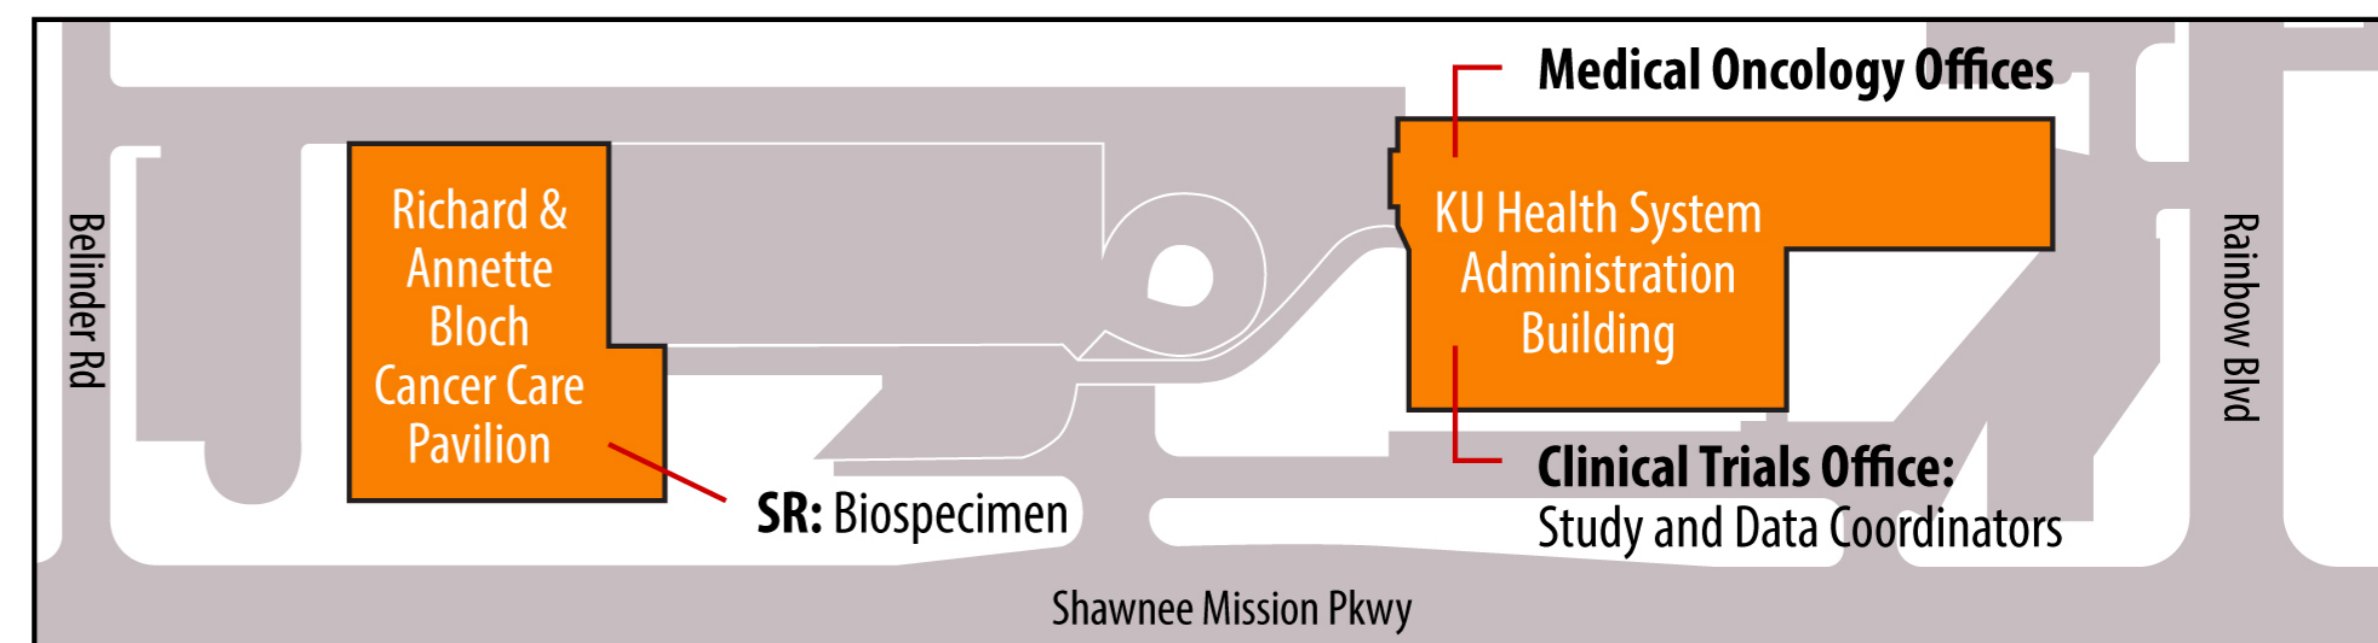 Medical Oncology Offices
Belinder Rd
Richard &
Annette
Bloch
Cancer Care
Pavilion
KU Health System
Administration
Building
Rainbow Blvd
SR: Biospecimen
Clinical Trials Office:
Study and Data Coordinators
Shawnee Mission Pkwy